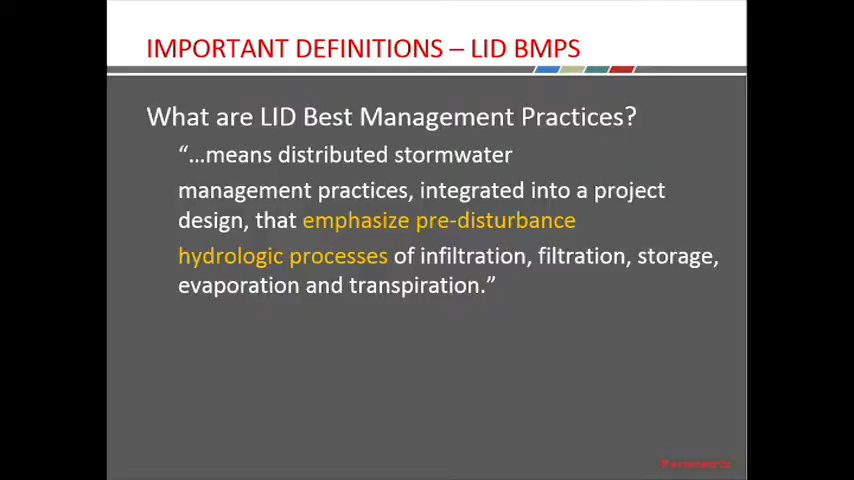 IMPORTANT DEFINITIONS – LID BMPS
What are LID Best Management Practices?
“…means distributed stormwater
management practices, integrated into a project
design, that emphasize pre-disturbance
hydrologic processes of infiltration, filtration, storage,
evaporation and transpiration.”